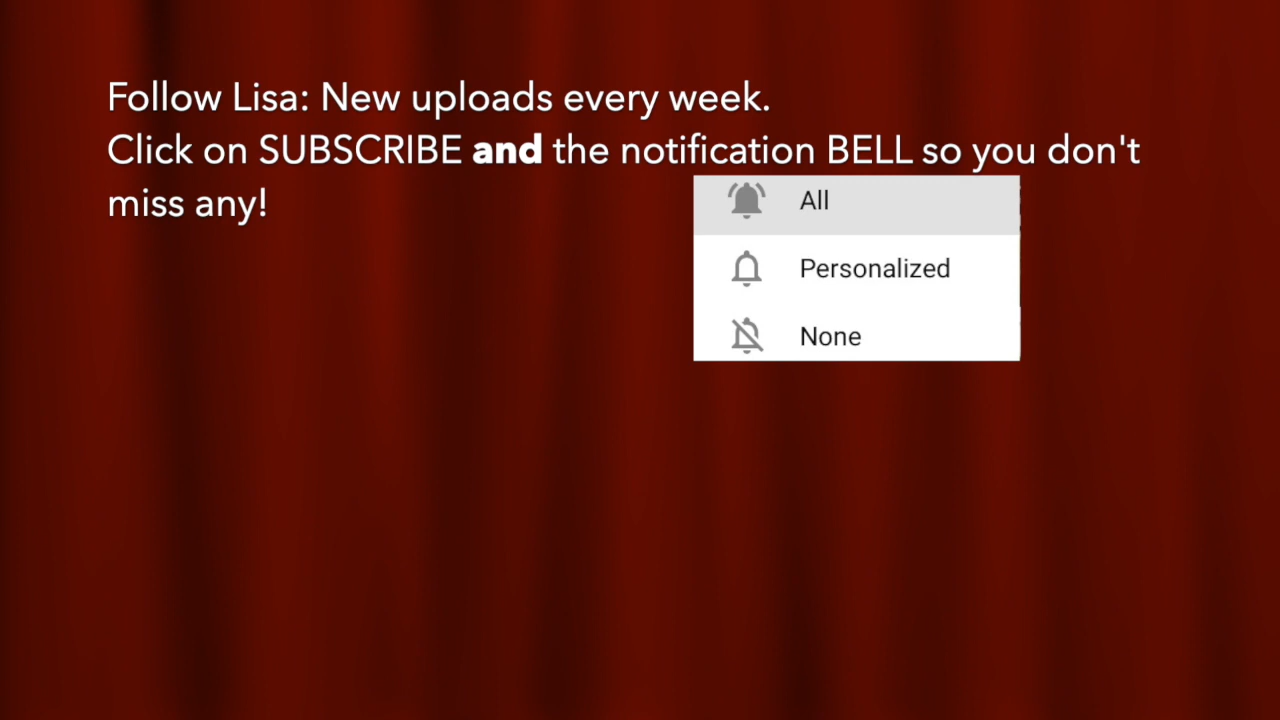 Follow Lisa: New uploads every week.
Click on SUBSCRIBE and the notification BELL so you don't
miss any!
All
Personalized
None